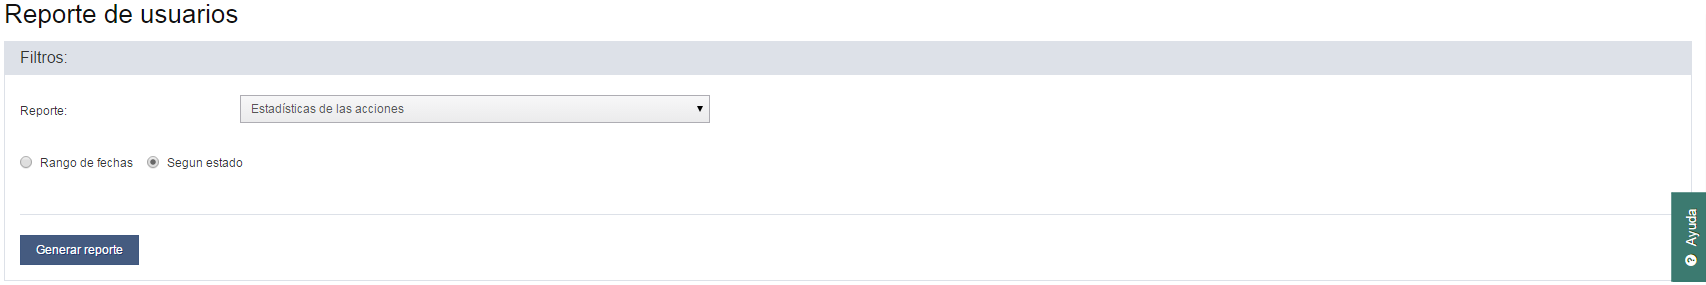 Reporte de usuarios
Filtros:
Reporte:
Estadísticas de las acciones
Rango de fechas
Segun estado
Generar reporte
Ayuda